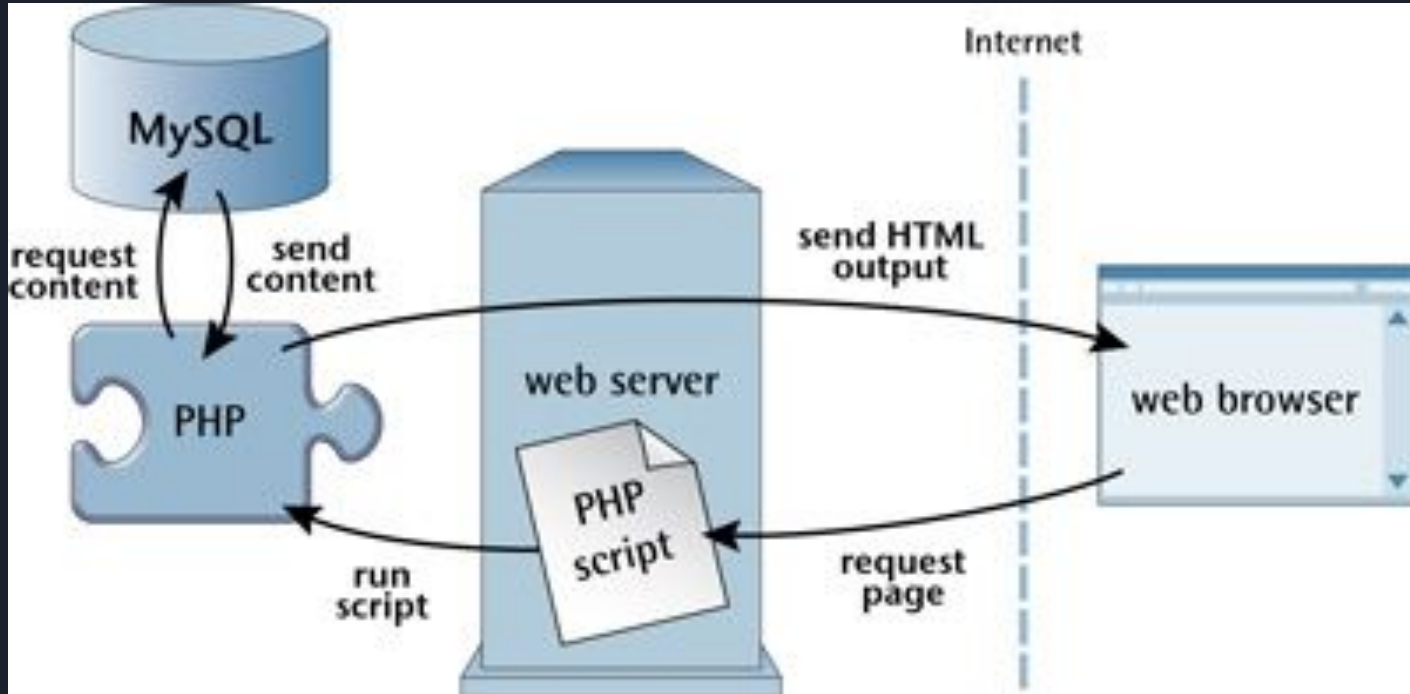 Internet
MySQL
request
content
send
content
send HTML
output
PHP
web server
web browser
PHP
script
run
script
request
page